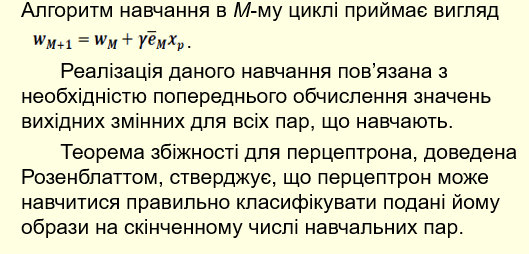 Алгоритм навчання в M-му циклі приймає вигляд
w_{M+1} = w_M + γe̅_M x_p .
Реалізація даного навчання пов’язана з
необхідністю попереднього обчислення значень
вихідних змінних для всіх пар, що навчають.
Теорема збіжності для перцептрона, доведена
Розенблаттом, стверджує, що перцептрон може
навчитися правильно класифікувати подані йому
образи на скінченному числі навчальних пар.